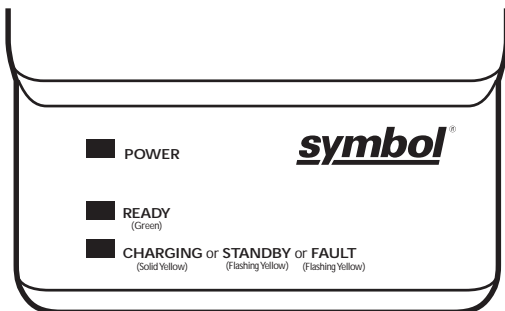 symbol®
POWER
READY
(Green)
CHARGING or STANDBY or FAULT
(Solid Yellow) (Flashing Yellow) (Flashing Yellow)